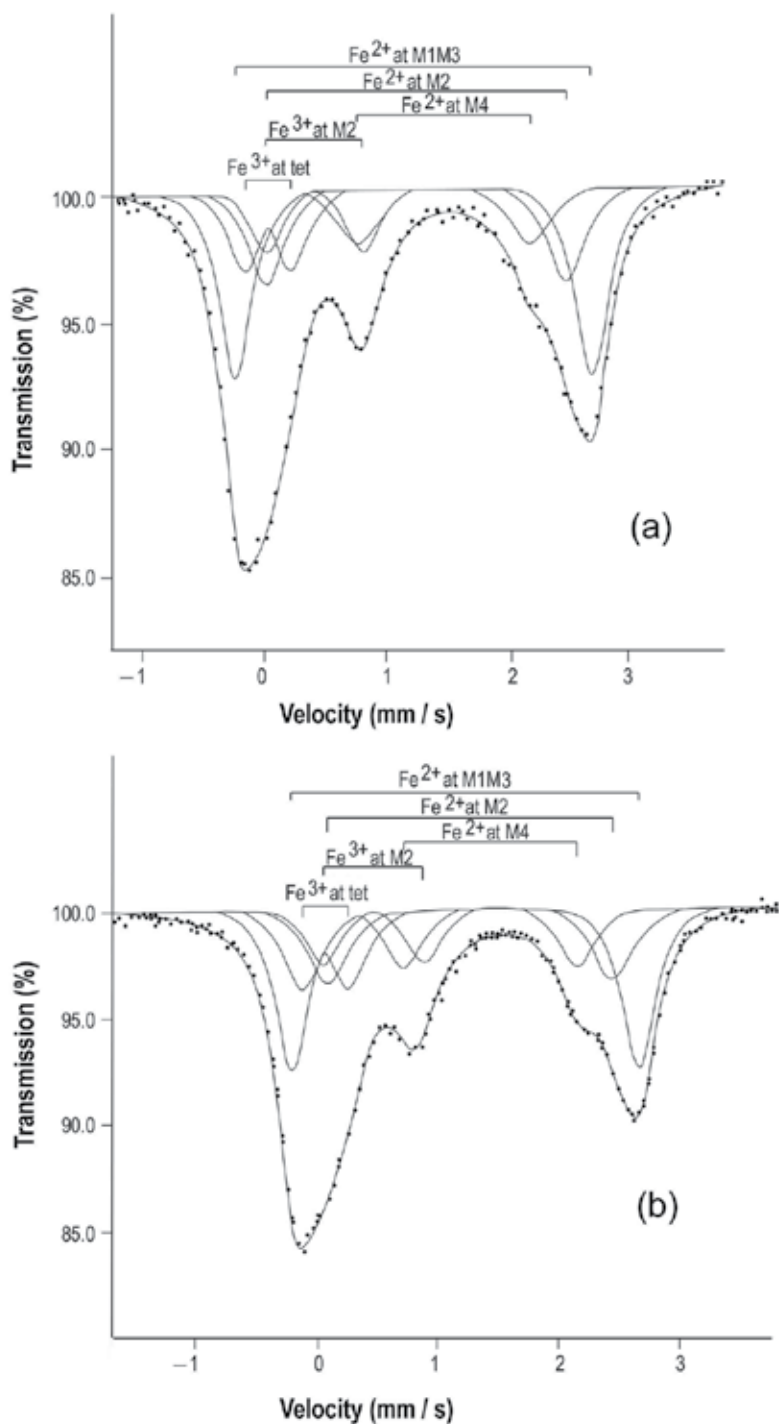 Fe2+ at M1M3
Fe2+ at M2
Fe2+ at M4
Fe3+ at M2
Fe3+ at tet
100.0
95.0
90.0
85.0
Transmission (%)
(a)
−1 0 1 2 3
Velocity (mm / s)
Fe2+ at M1M3
Fe2+ at M2
Fe2+ at M4
Fe3+ at M2
Fe3+ at tet
100.0
95.0
90.0
85.0
Transmission (%)
(b)
−1 0 1 2 3
Velocity (mm / s)